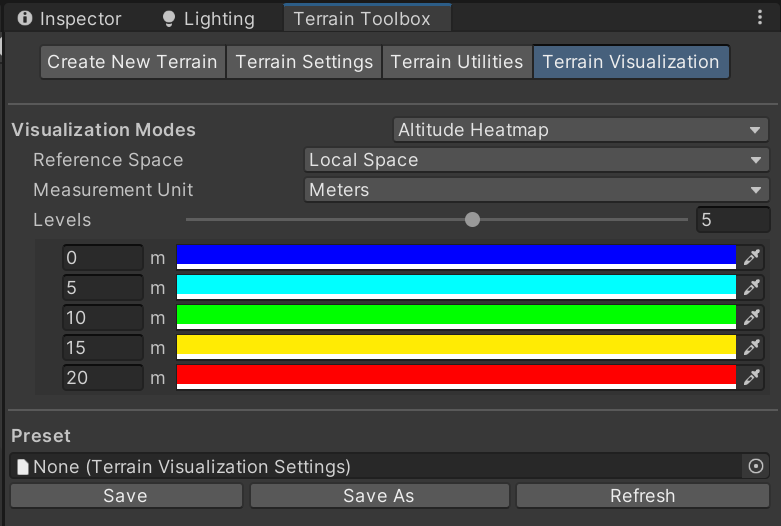 Inspector Lighting Terrain Toolbox
Create New Terrain Terrain Settings Terrain Utilities Terrain Visualization
Visualization Modes Altitude Heatmap
Reference Space Local Space
Measurement Unit Meters
Levels 5
0 m
5 m
10 m
15 m
20 m
Preset
None (Terrain Visualization Settings)
Save Save As Refresh